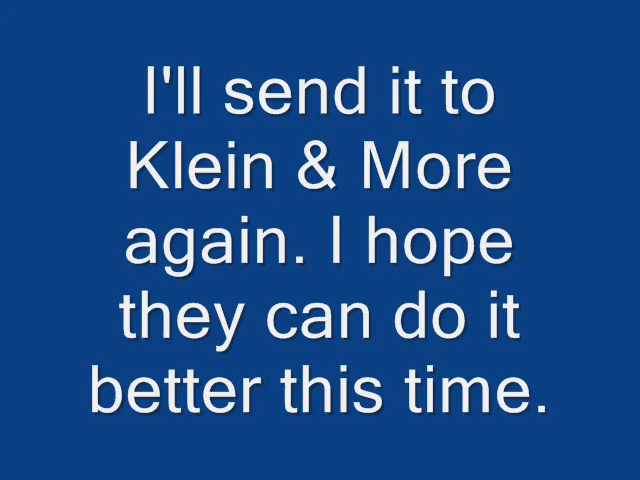 I'll send it to
Klein & More
again. I hope
they can do it
better this time.